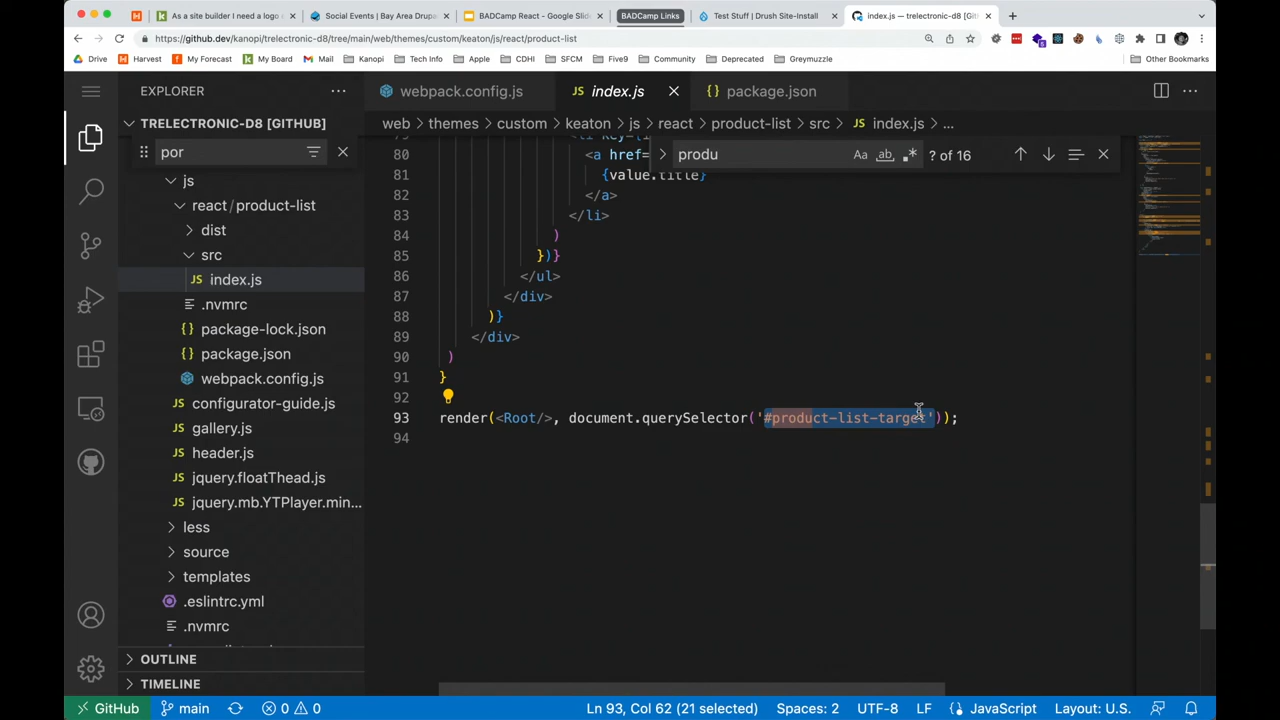 As a site builder I need a logo
Social Events | Bay Area Drupa
BADCamp React - Google Slide
BADCamp Links
Test Stuff | Drush Site-Install
index.js — trelectronic-d8 [Git
https://github.dev/kanopi/trelectronic-d8/tree/main/web/themes/custom/keaton/js/react/product-list
Drive Harvest My Forecast My Board Mail Kanopi Tech Info Apple CDHI SFCM Five9 Community Deprecated Greymuzzle Other Bookmarks
EXPLORER
webpack.config.js
index.js
package.json
TRELECTRONIC-D8 [GITHUB]
web > themes > custom > keaton > js > react > product-list > src > JS index.js > ...
por
produ
Aa ab
? of 16
js
react / product-list
dist
src
JS index.js
.nvmrc
package-lock.json
package.json
webpack.config.js
JS configurator-guide.js
JS gallery.js
JS header.js
JS jquery.floatThead.js
JS jquery.mb.YTPlayer.min...
less
source
templates
.eslintrc.yml
.nvmrc
OUTLINE
TIMELINE
80 <a href=
81 {value.title}
82 </a>
83 </li>
84 )
85 })}
86 </ul>
87 </div>
88 )}
89 </div>
90 )
91 }
92
93 render(<Root/>, document.querySelector('#product-list-target'));
94
GitHub main 0 0 Ln 93, Col 62 (21 selected) Spaces: 2 UTF-8 LF JavaScript Layout: U.S.